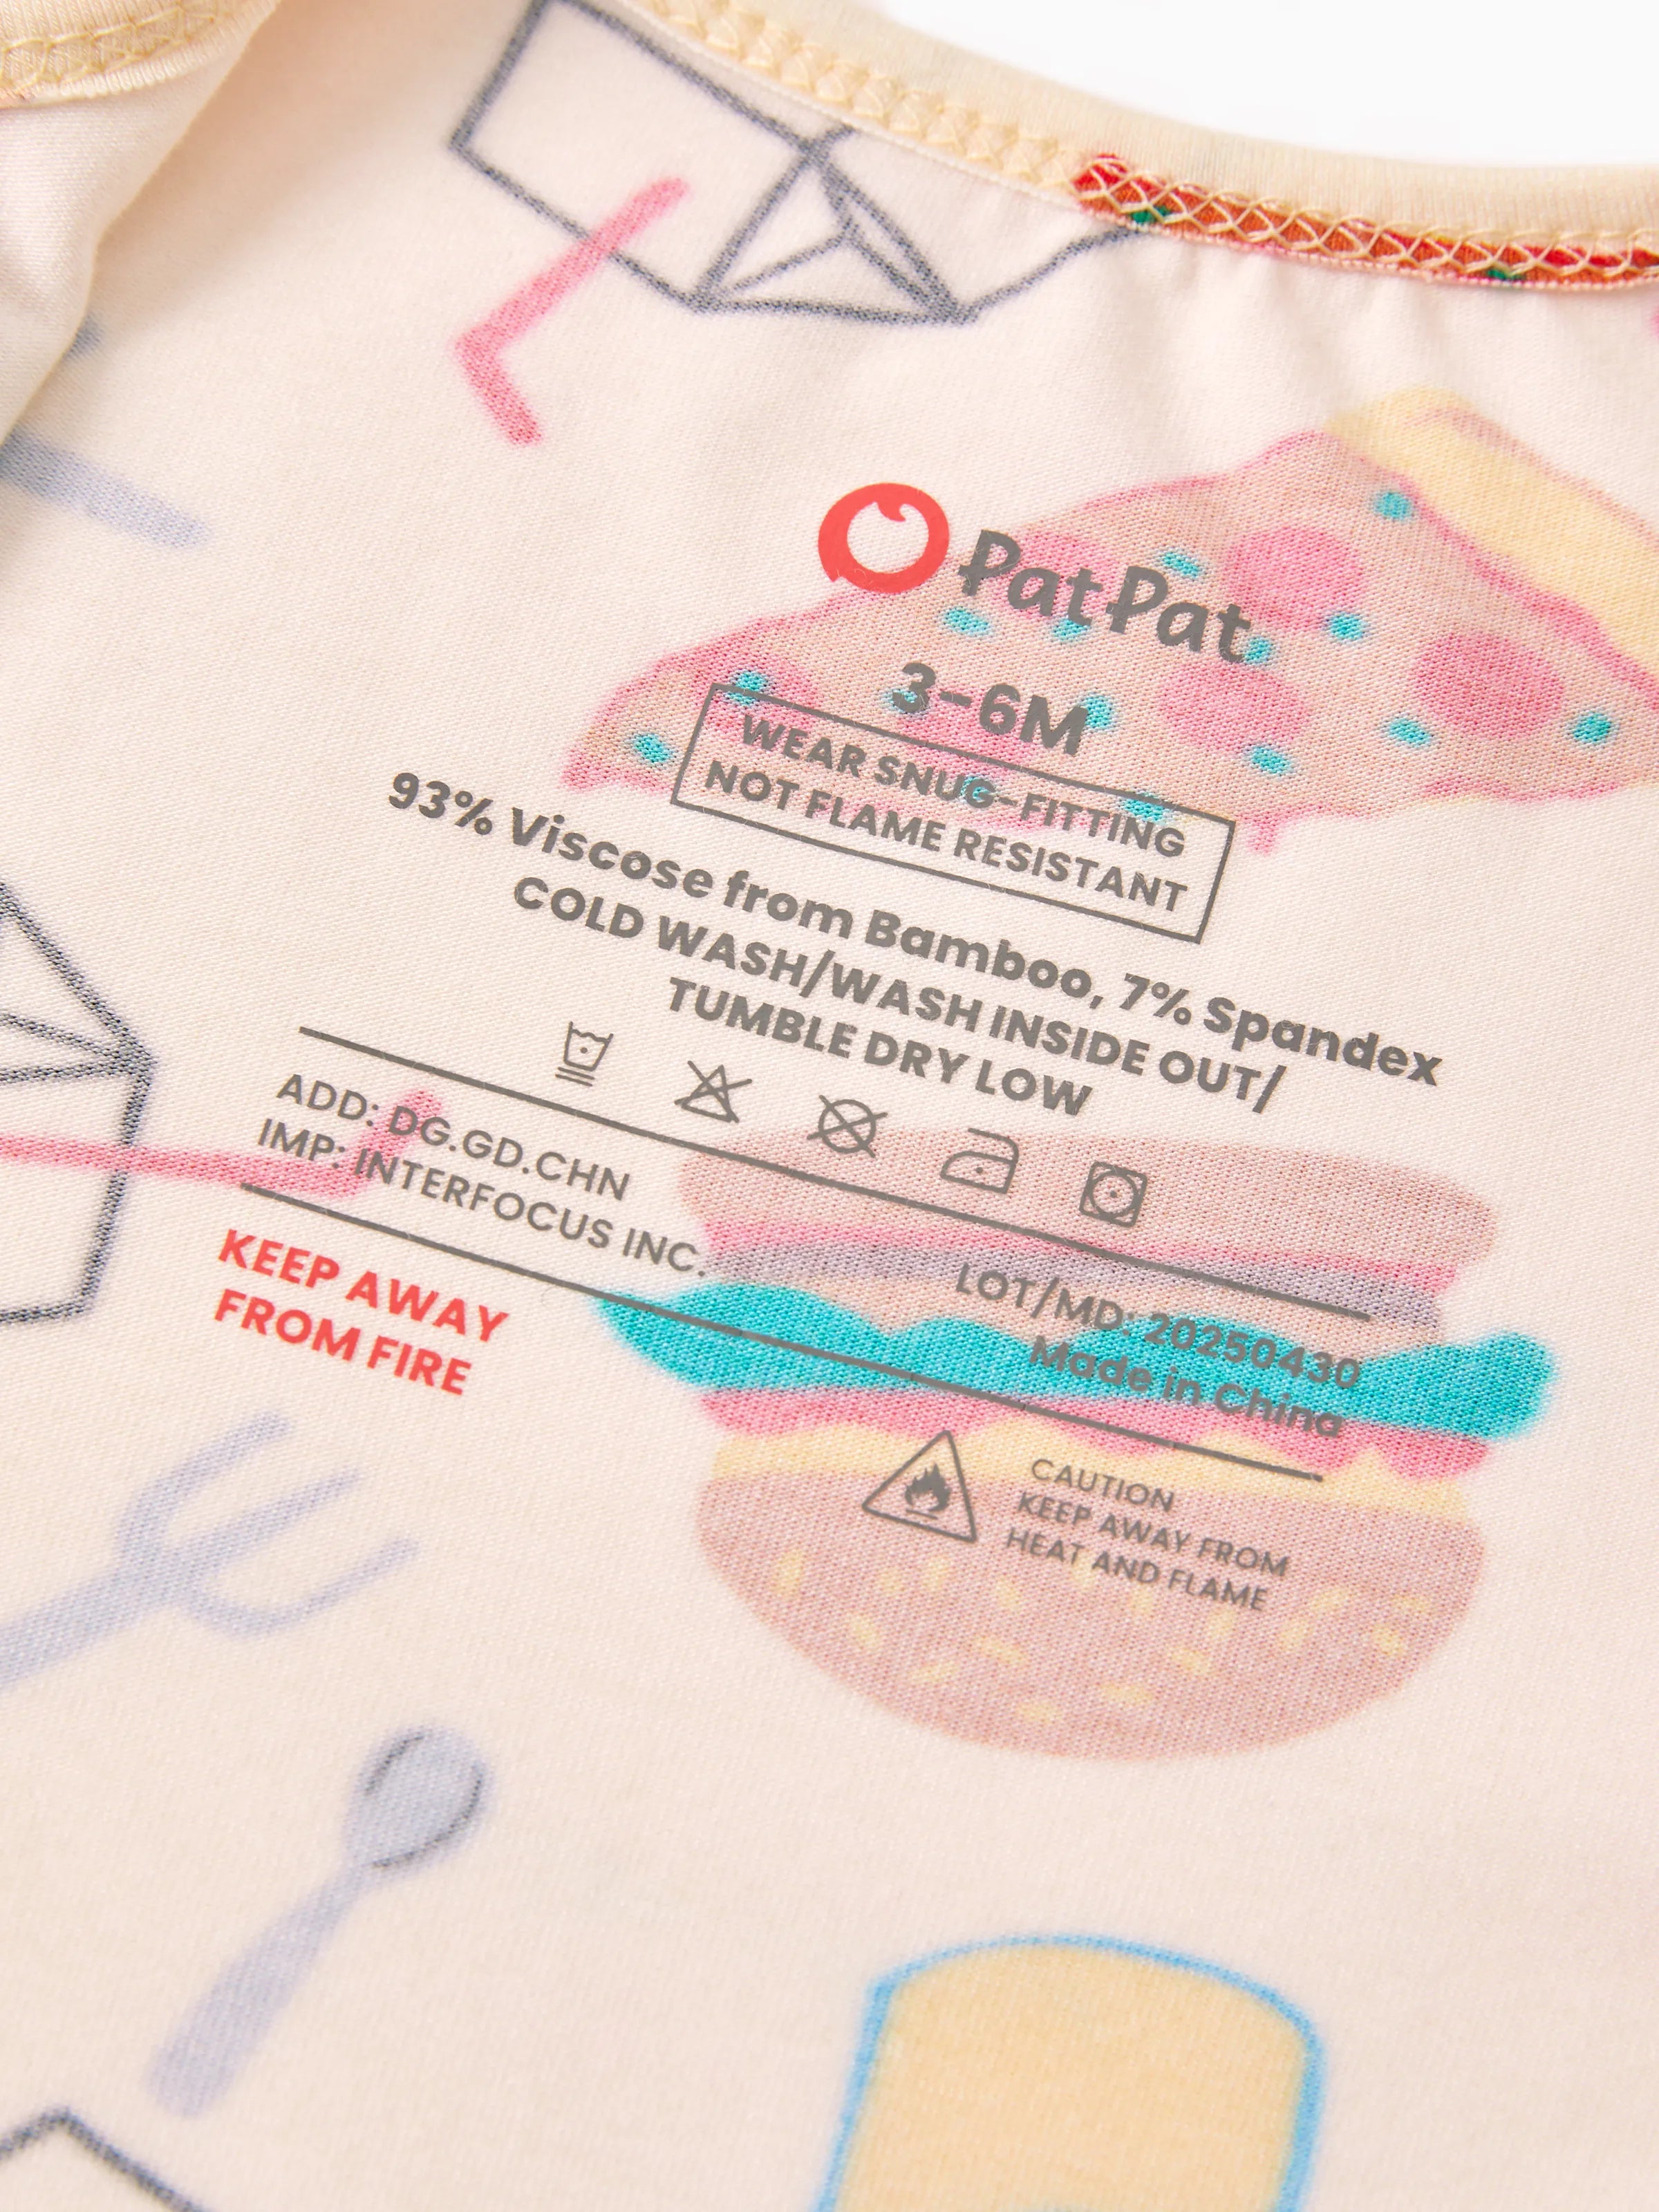 PatPat
3-6M
WEAR SNUG-FITTING
NOT FLAME RESISTANT
93% Viscose from Bamboo, 7% Spandex
COLD WASH/WASH INSIDE OUT/
TUMBLE DRY LOW
ADD: DG.GD.CHN
IMP: INTERFOCUS INC.
LOT/MD: 20250430
Made in China
KEEP AWAY
FROM FIRE
CAUTION
KEEP AWAY FROM
HEAT AND FLAME